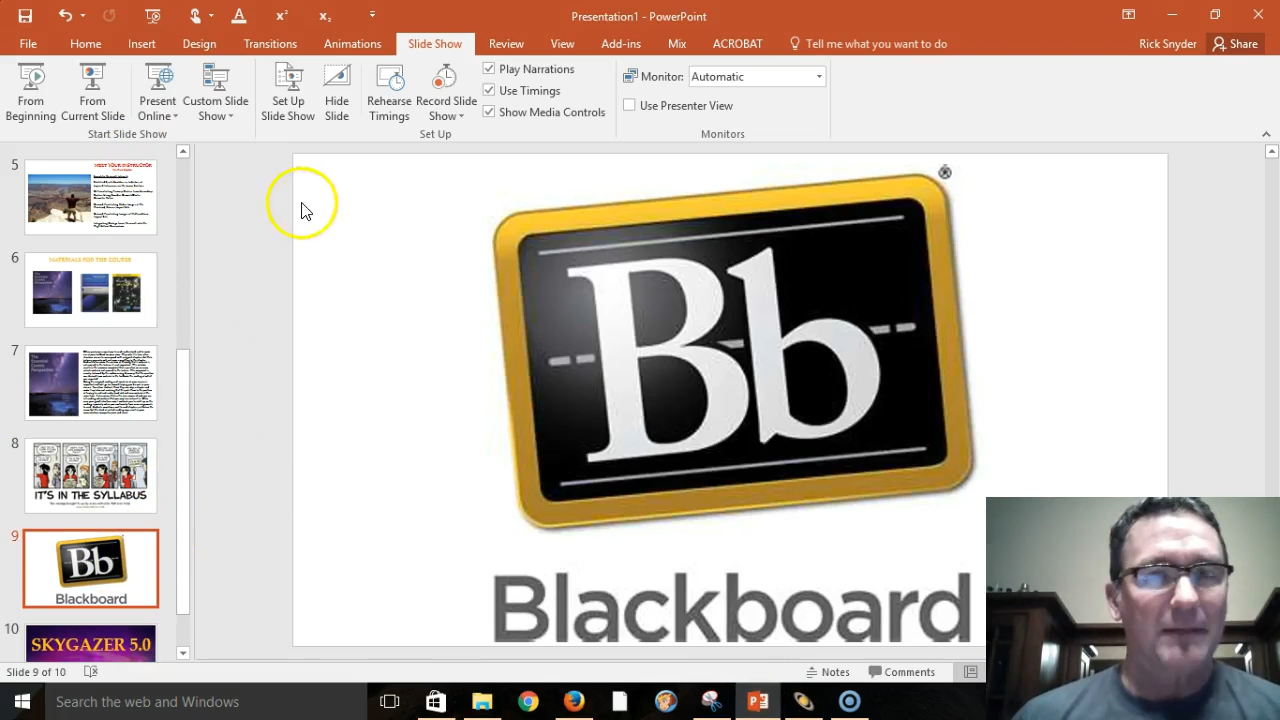 Presentation1 - PowerPoint
File Home Insert Design Transitions Animations Slide Show Review View Add-ins Mix ACROBAT Tell me what you want to do Rick Snyder Share
From Beginning
From Current Slide
Present Online
Custom Slide Show
Start Slide Show
Set Up Slide Show
Hide Slide
Rehearse Timings
Record Slide Show
Play Narrations
Use Timings
Show Media Controls
Set Up
Monitor: Automatic
Use Presenter View
Monitors
5
MEET YOUR INSTRUCTOR
6
MATERIALS FOR THE COURSE
7
8
IT'S IN THE SYLLABUS
9
Bb
Blackboard
10
SKYGAZER 5.0
Bb
Blackboard
Slide 9 of 10
Notes Comments
Search the web and Windows